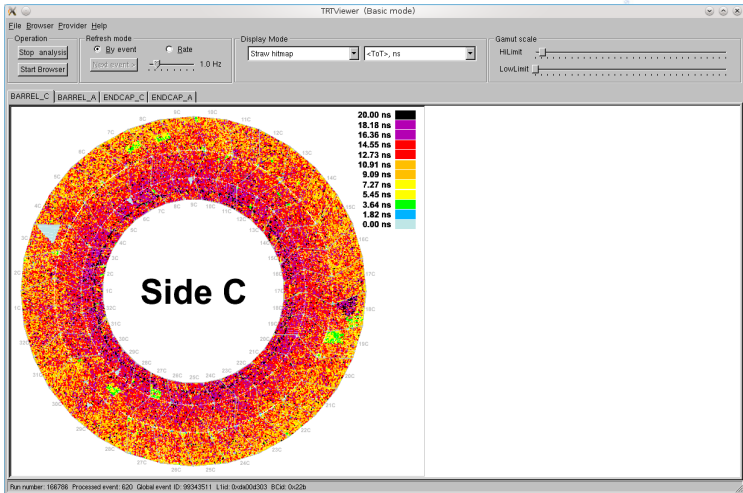 TRTViewer (Basic mode)
File Browser Provider Help
Operation
Stop analysis
Start Browser
Refresh mode
By event
Rate
Next event >
1.0 Hz
Display Mode
Straw hitmap
<ToT>, ns
Gamut scale
HiLimit
LowLimit
BARREL_C BARREL_A ENDCAP_C ENDCAP_A
20.00 ns
18.18 ns
16.36 ns
14.55 ns
12.73 ns
10.91 ns
9.09 ns
7.27 ns
5.45 ns
3.64 ns
1.82 ns
0.00 ns
Side C
Run number: 166786 Processed event: 620 Global event ID: 99343511 L1id: 0xda00d303 BCid: 0x22b